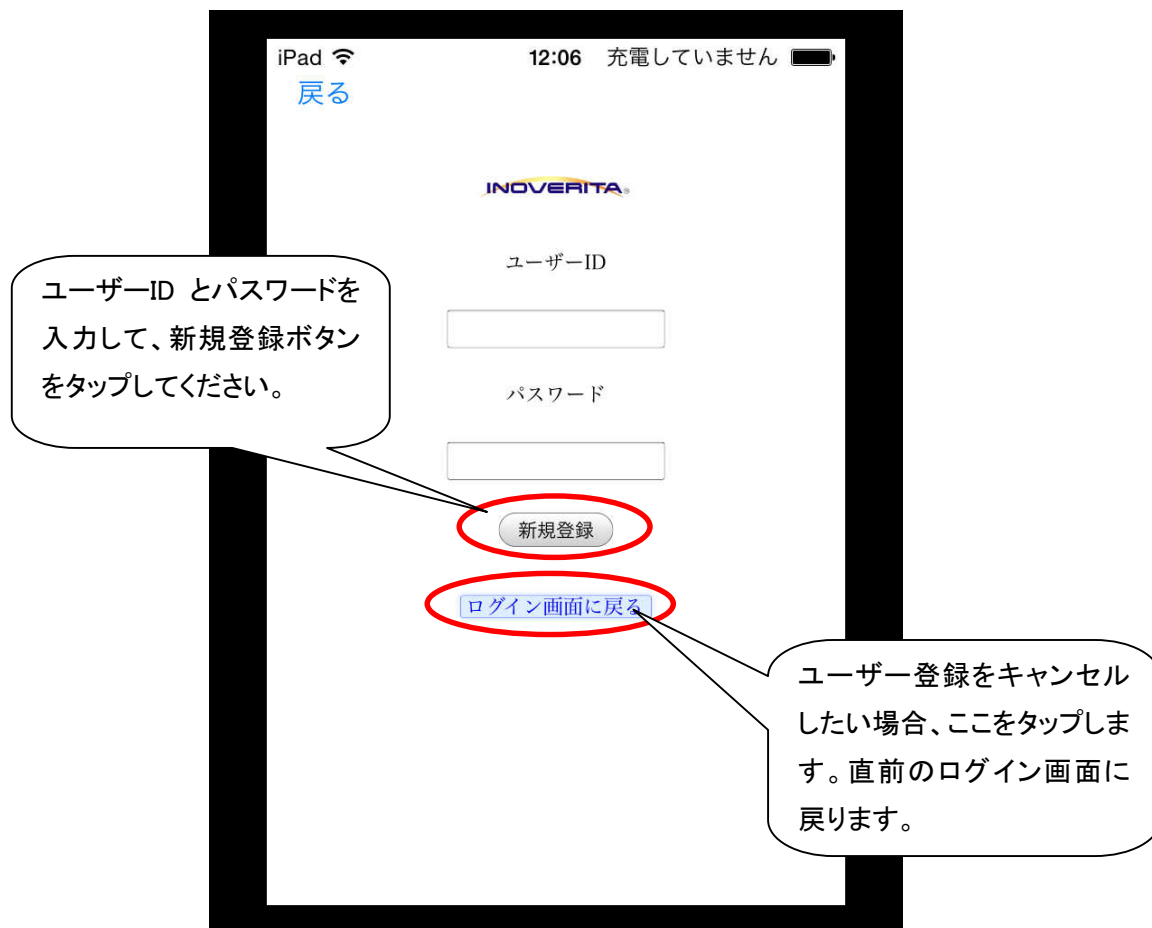 iPad 12:06 充電していません
戻る
INOVERITA®
ユーザーID
ユーザーID とパスワードを
入力して、新規登録ボタン
をタップしてください。
パスワード
新規登録
ログイン画面に戻る
ユーザー登録をキャンセル
したい場合、ここをタップしま
す。直前のログイン画面に
戻ります。